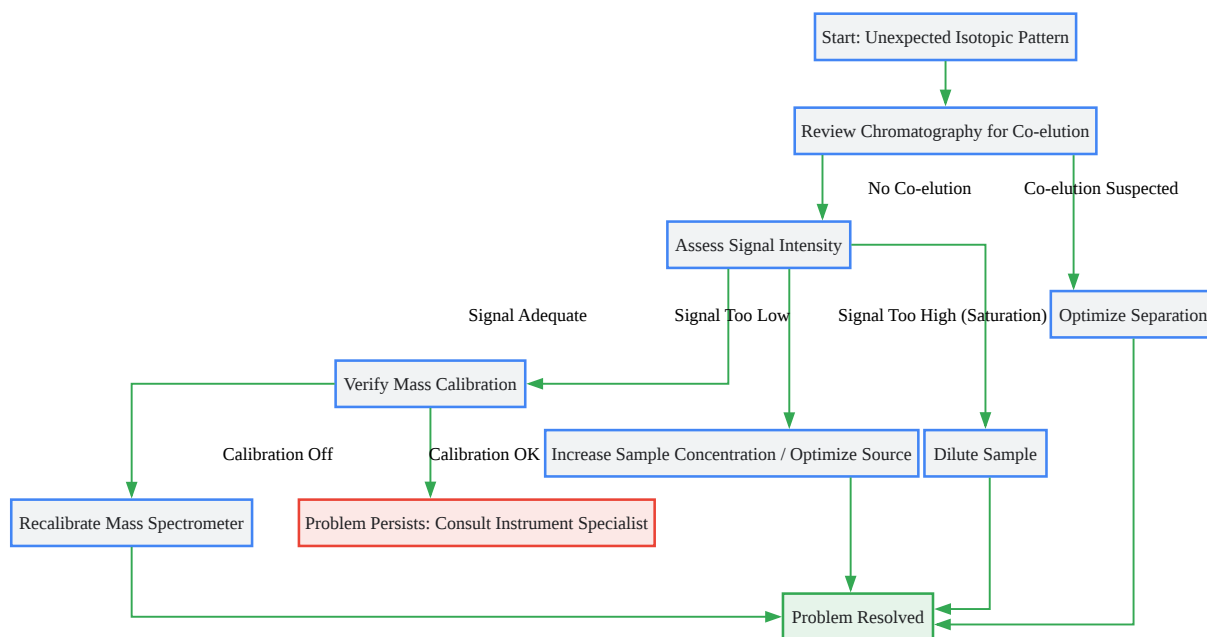 Start: Unexpected Isotopic Pattern
Review Chromatography for Co-elution
No Co-elution
Co-elution Suspected
Assess Signal Intensity
Signal Adequate
Signal Too Low
Signal Too High (Saturation)
Optimize Separation
Verify Mass Calibration
Calibration Off
Calibration OK
Increase Sample Concentration / Optimize Source
Dilute Sample
Recalibrate Mass Spectrometer
Problem Persists: Consult Instrument Specialist
Problem Resolved